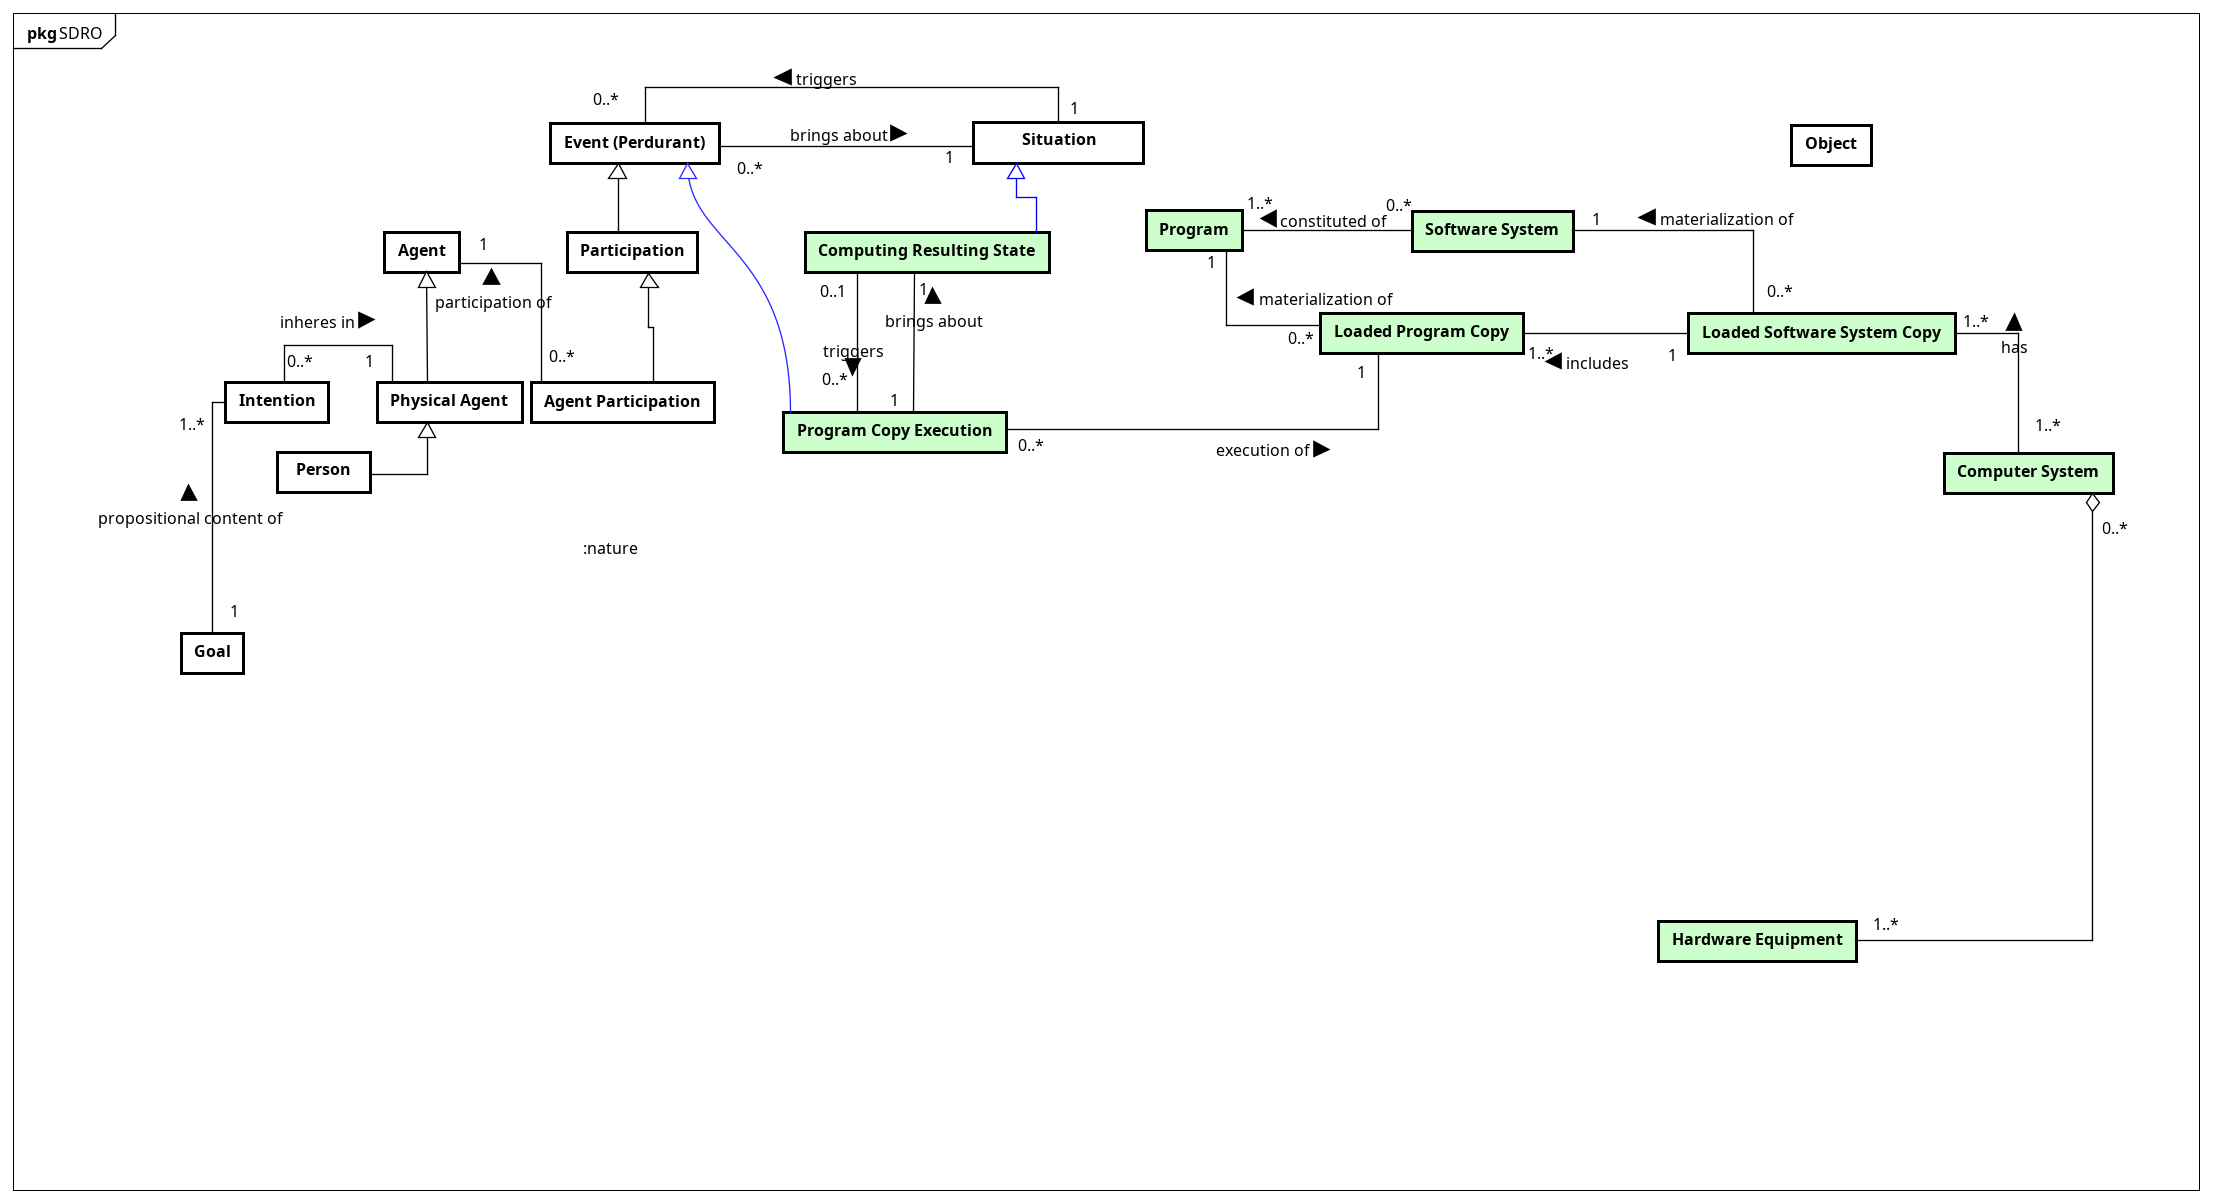 pkg SDRO
triggers
0..*
1
Event (Perdurant)
brings about
Situation
Object
0..*
1
Program
1..*
constituted of
0..*
Software System
1
materialization of
Agent
1
Participation
Computing Resulting State
1
participation of
0..1
1
materialization of
0..*
inheres in
brings about
0..*
Loaded Program Copy
Loaded Software System Copy
1..*
has
0..*
1
0..*
triggers
1..*
includes
1
1
0..*
1
Intention
Physical Agent
Agent Participation
1..*
Program Copy Execution
0..*
execution of
1..*
Person
Computer System
propositional content of
:nature
0..*
1
Goal
Hardware Equipment
1..*